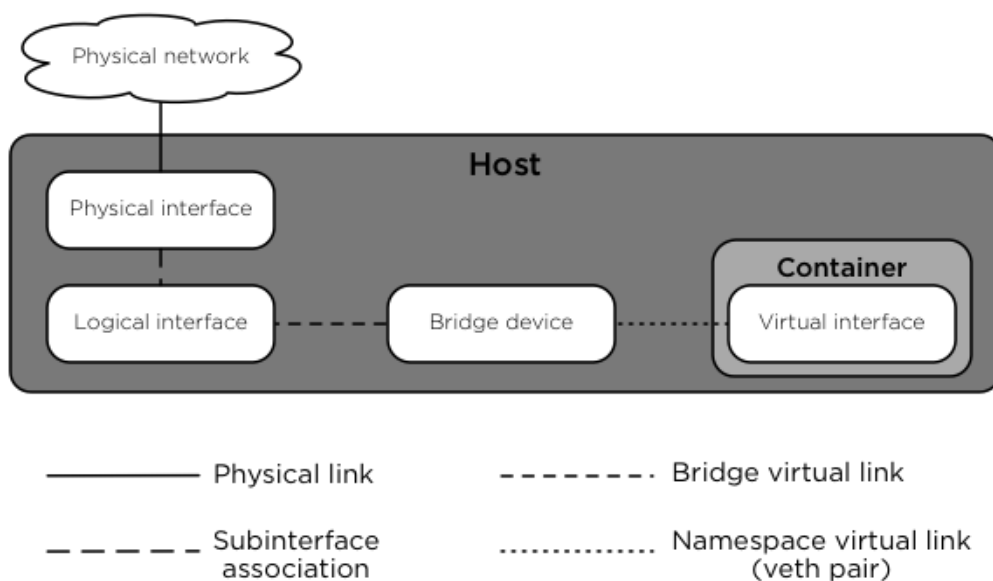 Physical network
Host
Physical interface
Container
Logical interface
Bridge device
Virtual interface
Physical link
Bridge virtual link
Subinterface
association
Namespace virtual link
(veth pair)